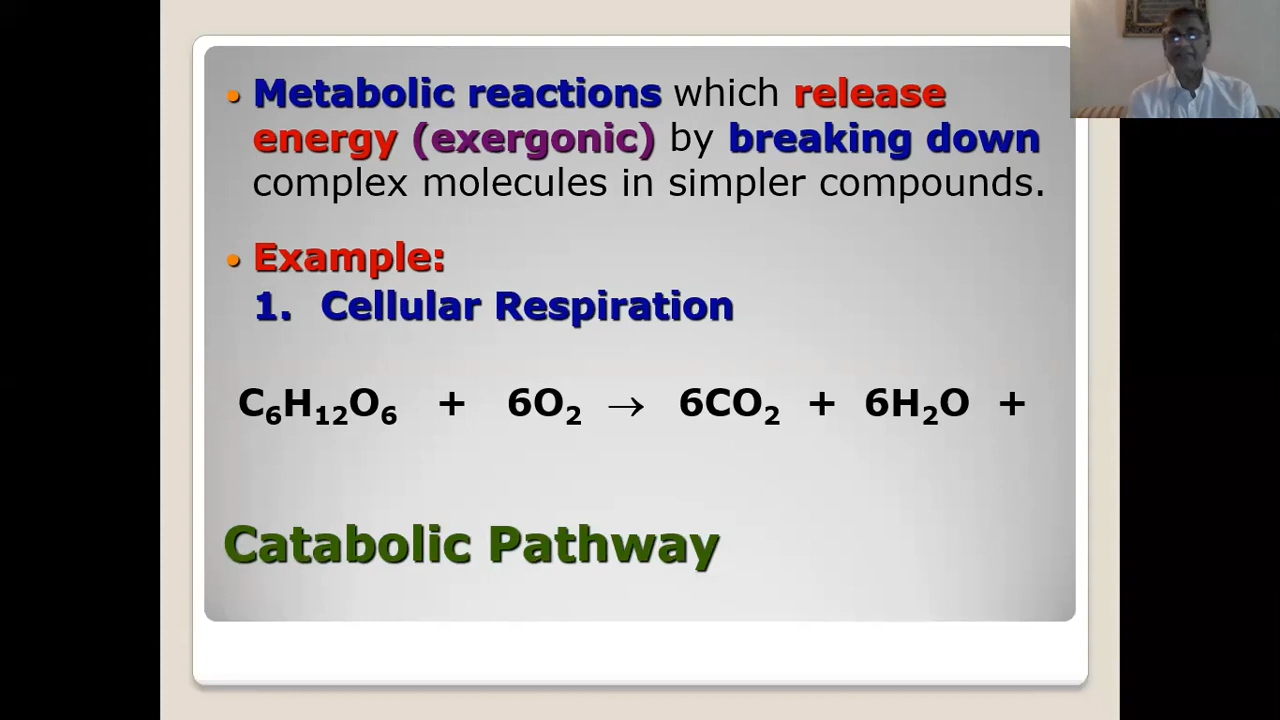 • Metabolic reactions which release
energy (exergonic) by breaking down
complex molecules in simpler compounds.
• Example:
1. Cellular Respiration
C₆H₁₂O₆ + 6O₂ → 6CO₂ + 6H₂O +
Catabolic Pathway